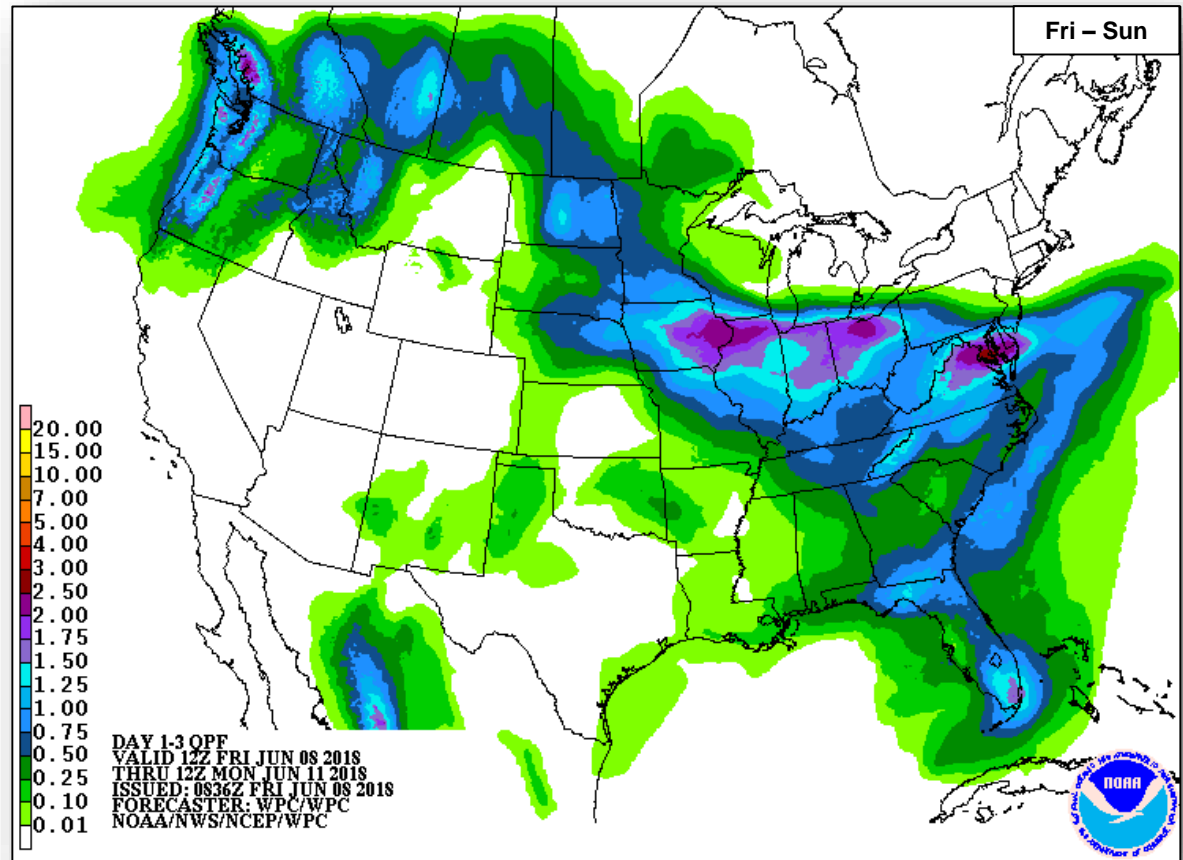 Fri – Sun
20.00
15.00
10.00
7.00
5.00
4.00
3.00
2.50
2.00
1.75
1.50
1.25
1.00
0.75
0.50
0.25
0.10
0.01
DAY 1-3 QPF
VALID 12Z FRI JUN 08 2018
THRU 12Z MON JUN 11 2018
ISSUED: 0836Z FRI JUN 08 2018
FORECASTER: WPC/WPC
NOAA/NWS/NCEP/WPC
NOAA